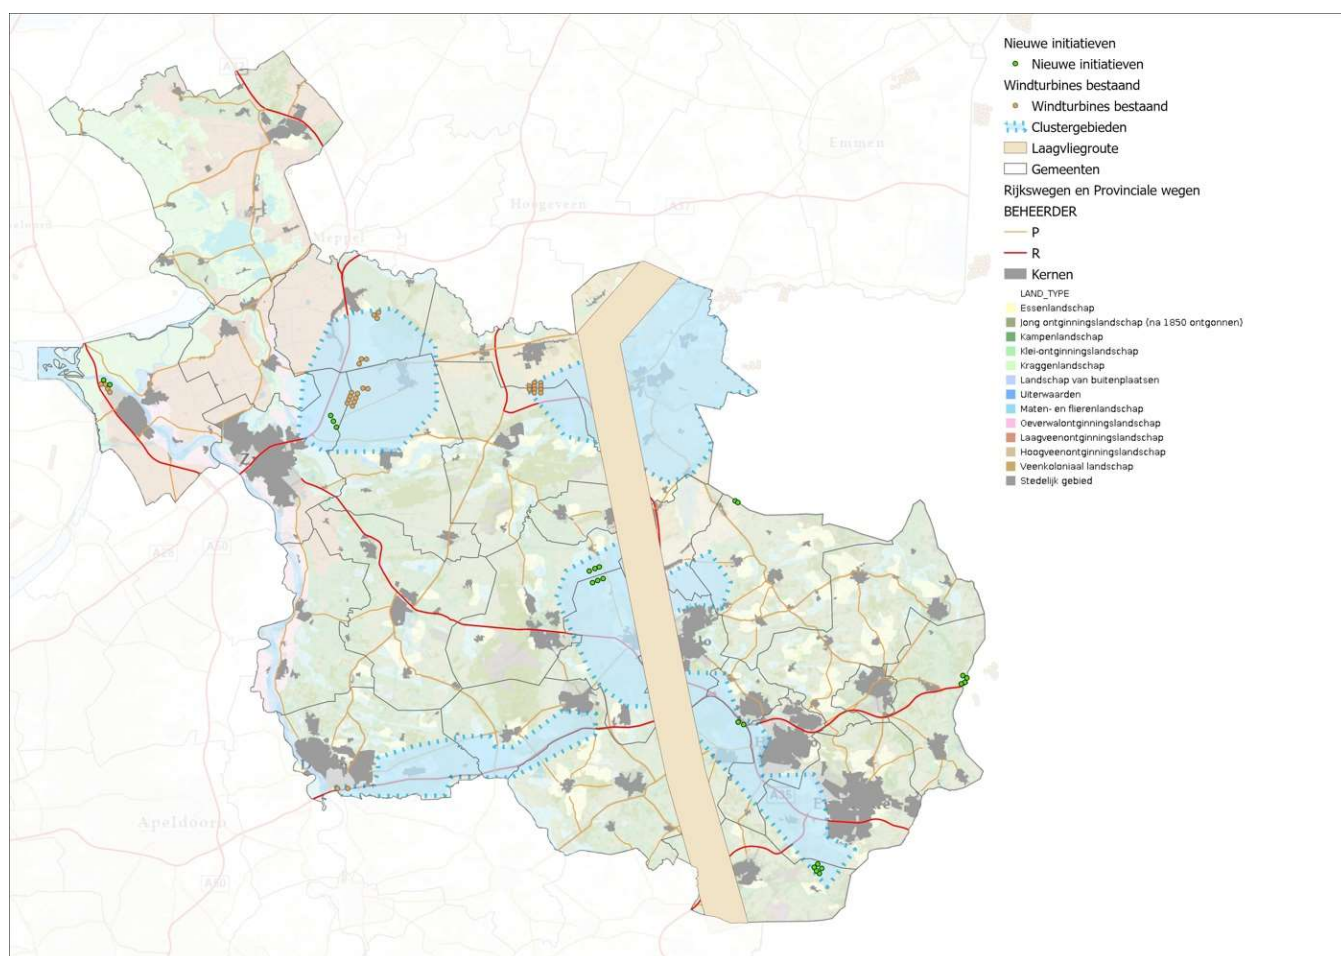 Nieuwe initiatieven
Nieuwe initiatieven
Windturbines bestaand
Windturbines bestaand
Clustergebieden
Laagvliegroute
Gemeenten
Rijkswegen en Provinciale wegen
BEHEERDER
P
R
Kernen
LAND_TYPE
Essenlandschap
Jong ontginningslandschap (na 1850 ontgonnen)
Kampenlandschap
Klei-ontginningslandschap
Kraggenlandschap
Landschap van buitenplaatsen
Uiterwaarden
Maten- en flierenlandschap
Oeverwalontginningslandschap
Laagveenontginningslandschap
Hoogveenontginningslandschap
Veenkoloniaal landschap
Stedelijk gebied
Emmen
Hoogeveen
A37
Meppel
A28
A50
A35
Apeldoorn
A50